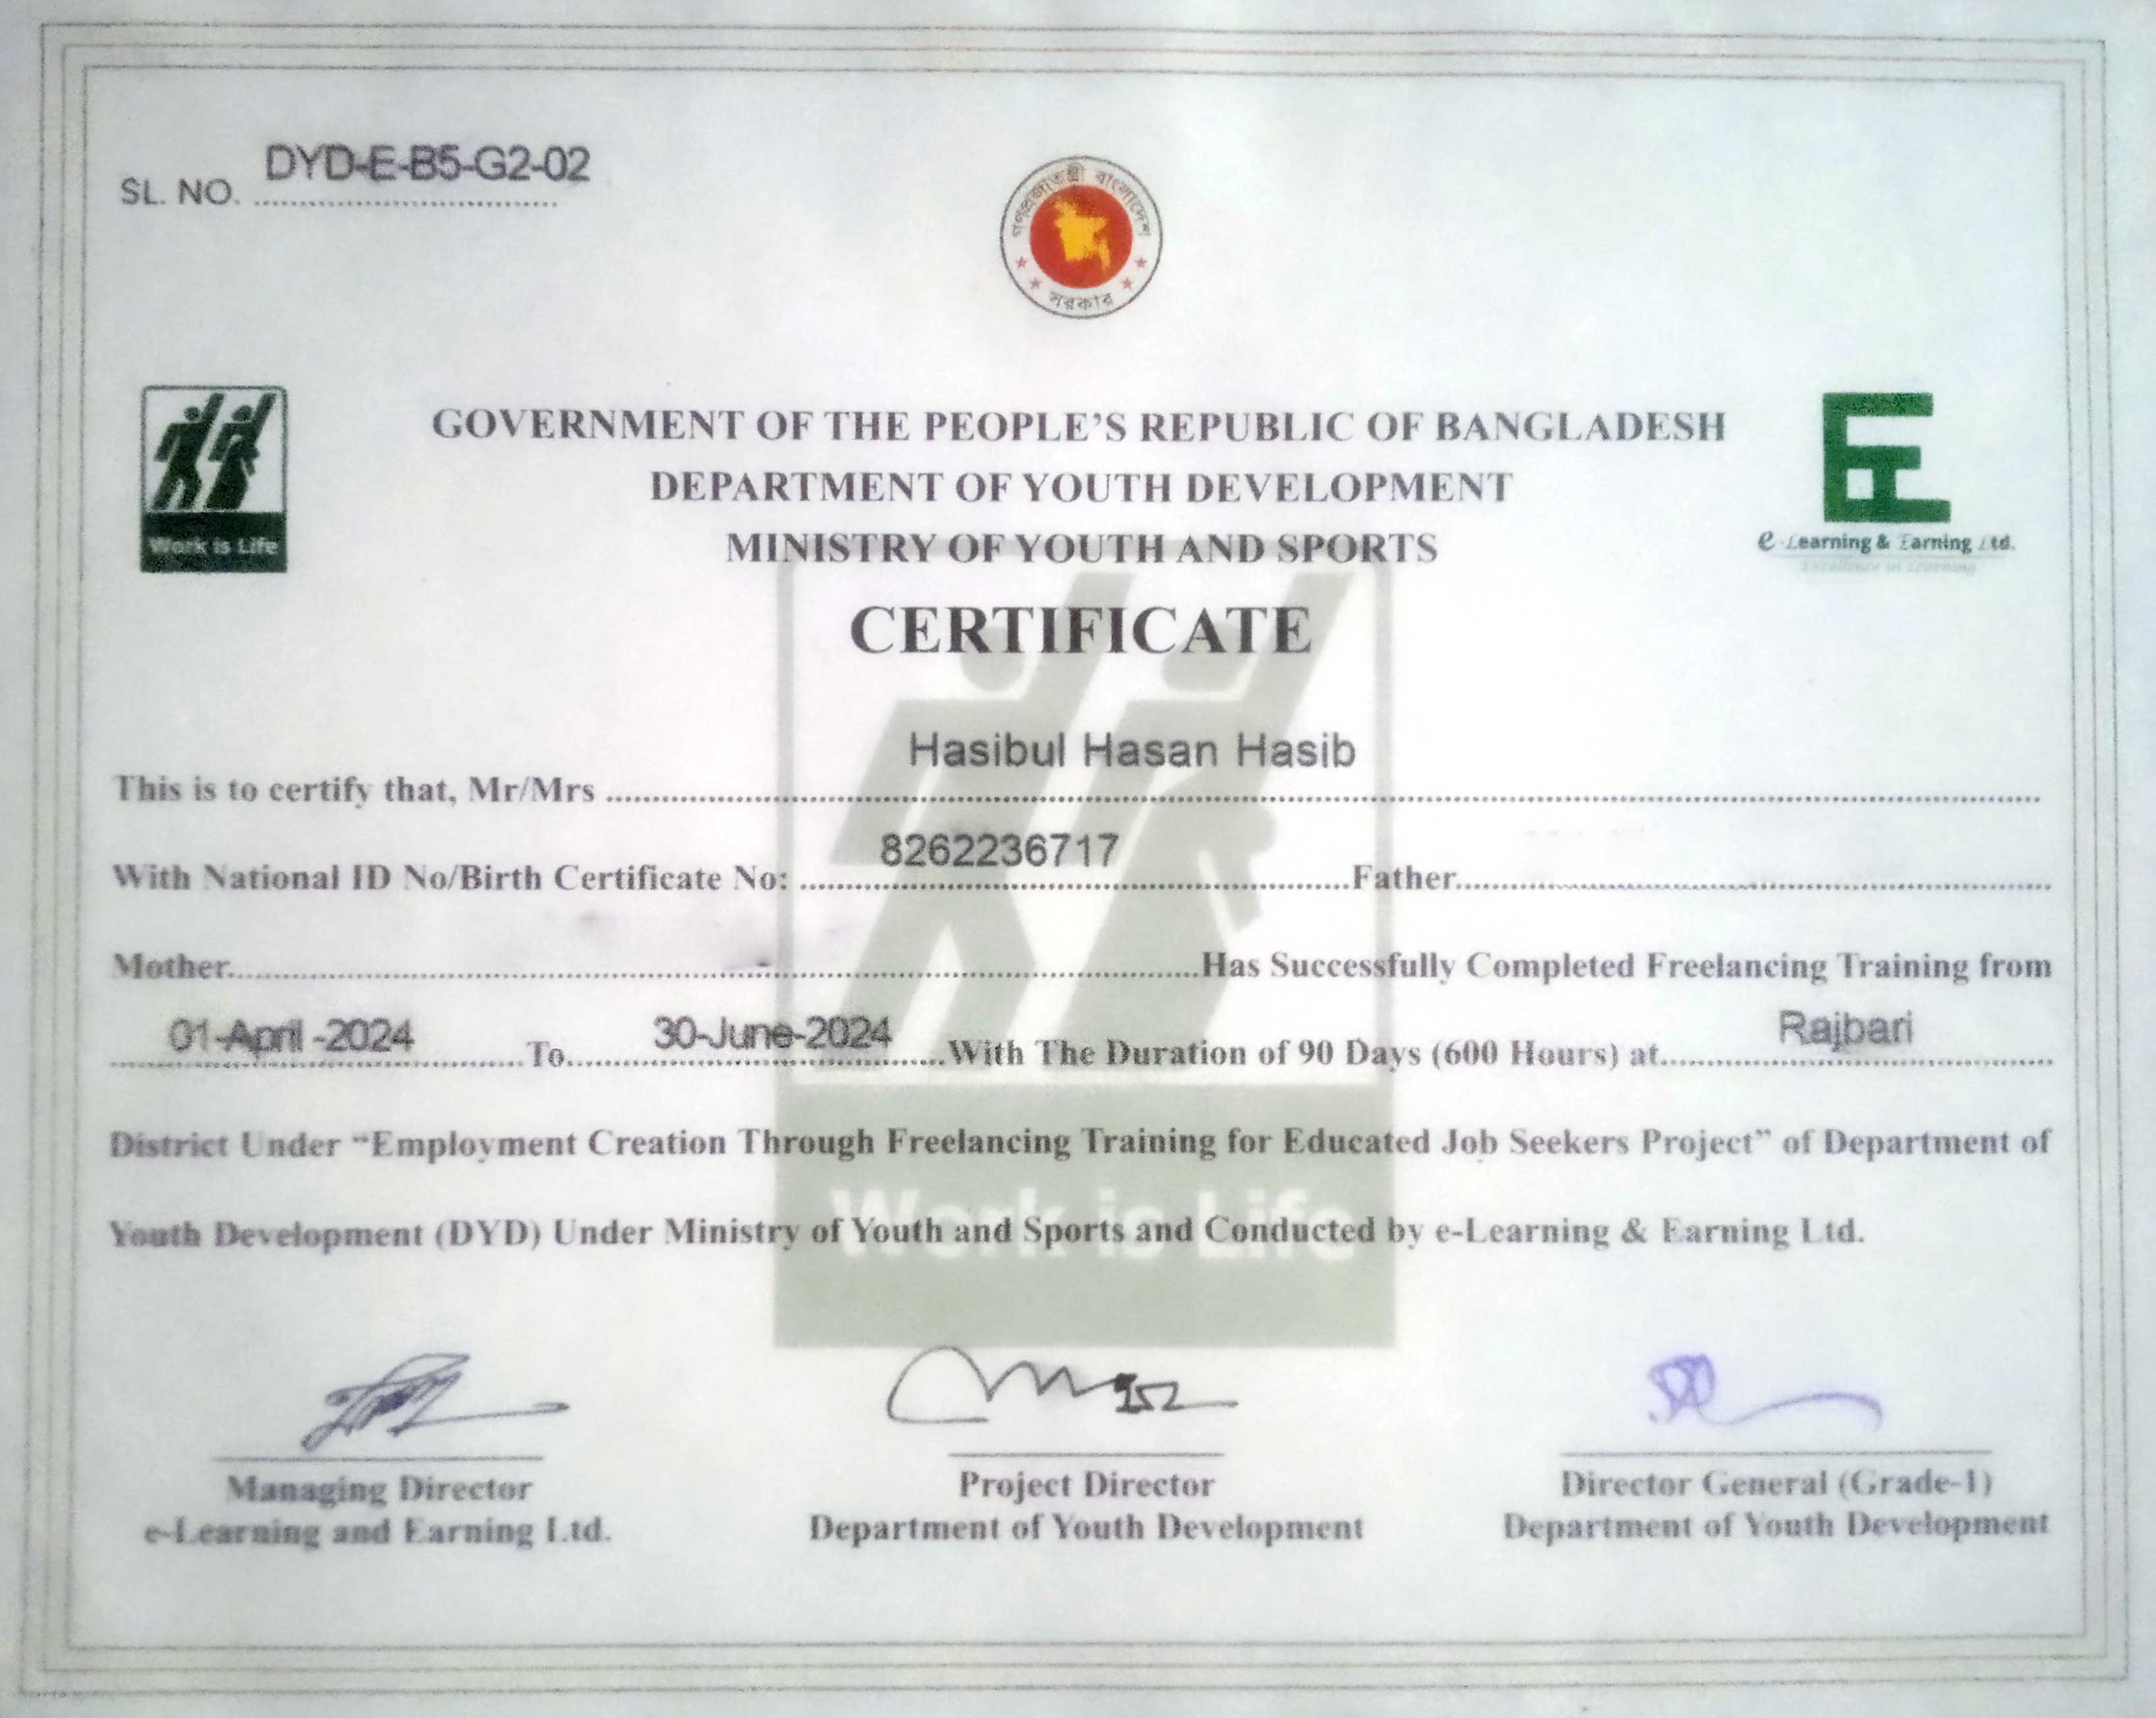 SL. NO. DYD-E-B5-G2-02
গণপ্রজাতন্ত্রী বাংলাদেশ
সরকার
Work is Life
GOVERNMENT OF THE PEOPLE'S REPUBLIC OF BANGLADESH
DEPARTMENT OF YOUTH DEVELOPMENT
MINISTRY OF YOUTH AND SPORTS
e-Learning & Earning Ltd.
Excellence in Learning
CERTIFICATE
This is to certify that, Mr/Mrs Hasibul Hasan Hasib
With National ID No/Birth Certificate No: 8262236717 Father
Mother Has Successfully Completed Freelancing Training from
01-April-2024 To 30-June-2024 With The Duration of 90 Days (600 Hours) at Rajbari
District Under "Employment Creation Through Freelancing Training for Educated Job Seekers Project" of Department of
Youth Development (DYD) Under Ministry of Youth and Sports and Conducted by e-Learning & Earning Ltd.
Work is Life
Managing Director
e-Learning and Earning Ltd.
Project Director
Department of Youth Development
Director General (Grade-1)
Department of Youth Development